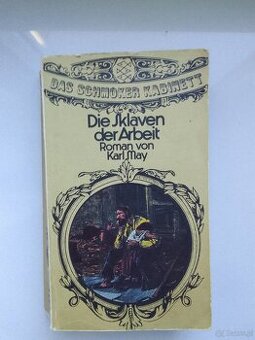 DAS SCHMÖKER KABINETT
Die Sklaven
der Arbeit
Roman von
Karl May